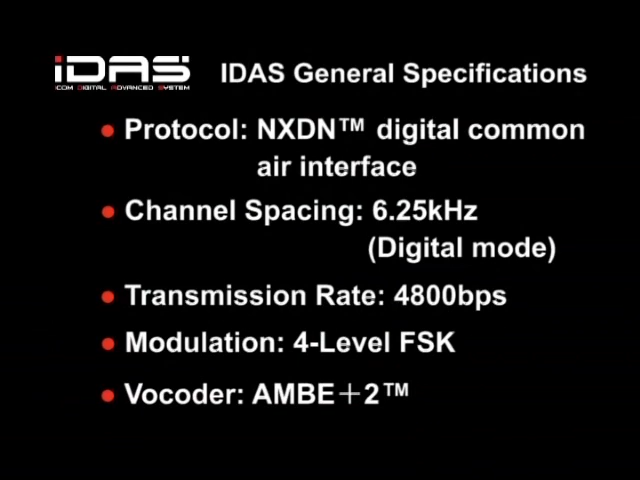 IDAS
ICOM DIGITAL ADVANCED SYSTEM
IDAS General Specifications
• Protocol: NXDN™ digital common
air interface
• Channel Spacing: 6.25kHz
(Digital mode)
• Transmission Rate: 4800bps
• Modulation: 4-Level FSK
• Vocoder: AMBE+2™